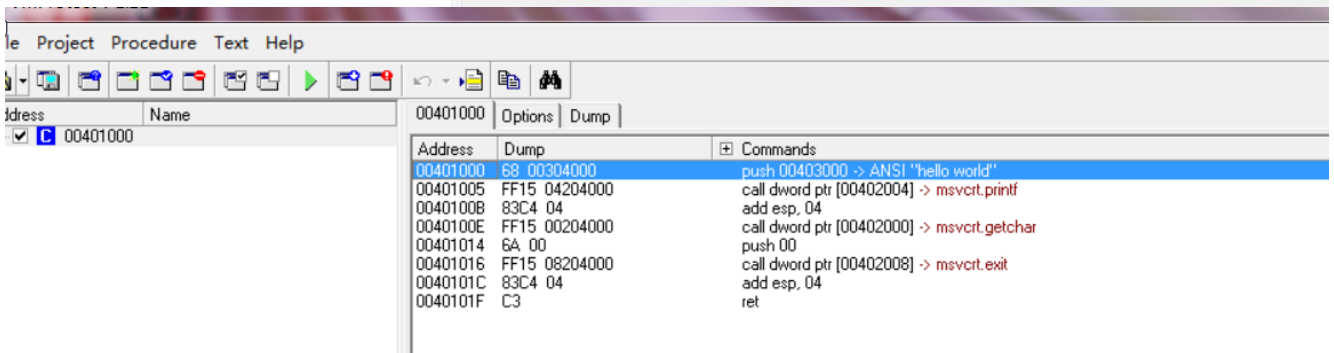 Project Procedure Text Help
Address Name
00401000
00401000 Options Dump
Address Dump Commands
00401000 68 00304000 push 00403000 -> ANSI "hello world"
00401005 FF15 04204000 call dword ptr [00402004] -> msvcrt.printf
0040100B 83C4 04 add esp, 04
0040100E FF15 00204000 call dword ptr [00402000] -> msvcrt.getchar
00401014 6A 00 push 00
00401016 FF15 08204000 call dword ptr [00402008] -> msvcrt.exit
0040101C 83C4 04 add esp, 04
0040101F C3 ret